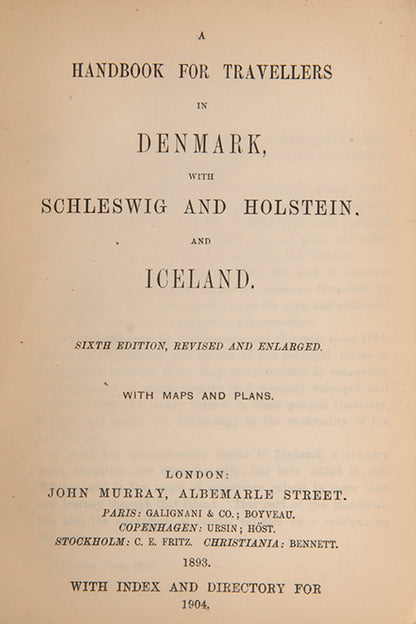 A
HANDBOOK FOR TRAVELLERS
IN
DENMARK,
WITH
SCHLESWIG AND HOLSTEIN.
AND
ICELAND.
SIXTH EDITION, REVISED AND ENLARGED.
WITH MAPS AND PLANS.
LONDON:
JOHN MURRAY, ALBEMARLE STREET.
PARIS: GALIGNANI & CO.; BOYVEAU.
COPENHAGEN: URSIN; HÖST.
STOCKHOLM: C. E. FRITZ. CHRISTIANIA: BENNETT.
1893.
WITH INDEX AND DIRECTORY FOR
1904.